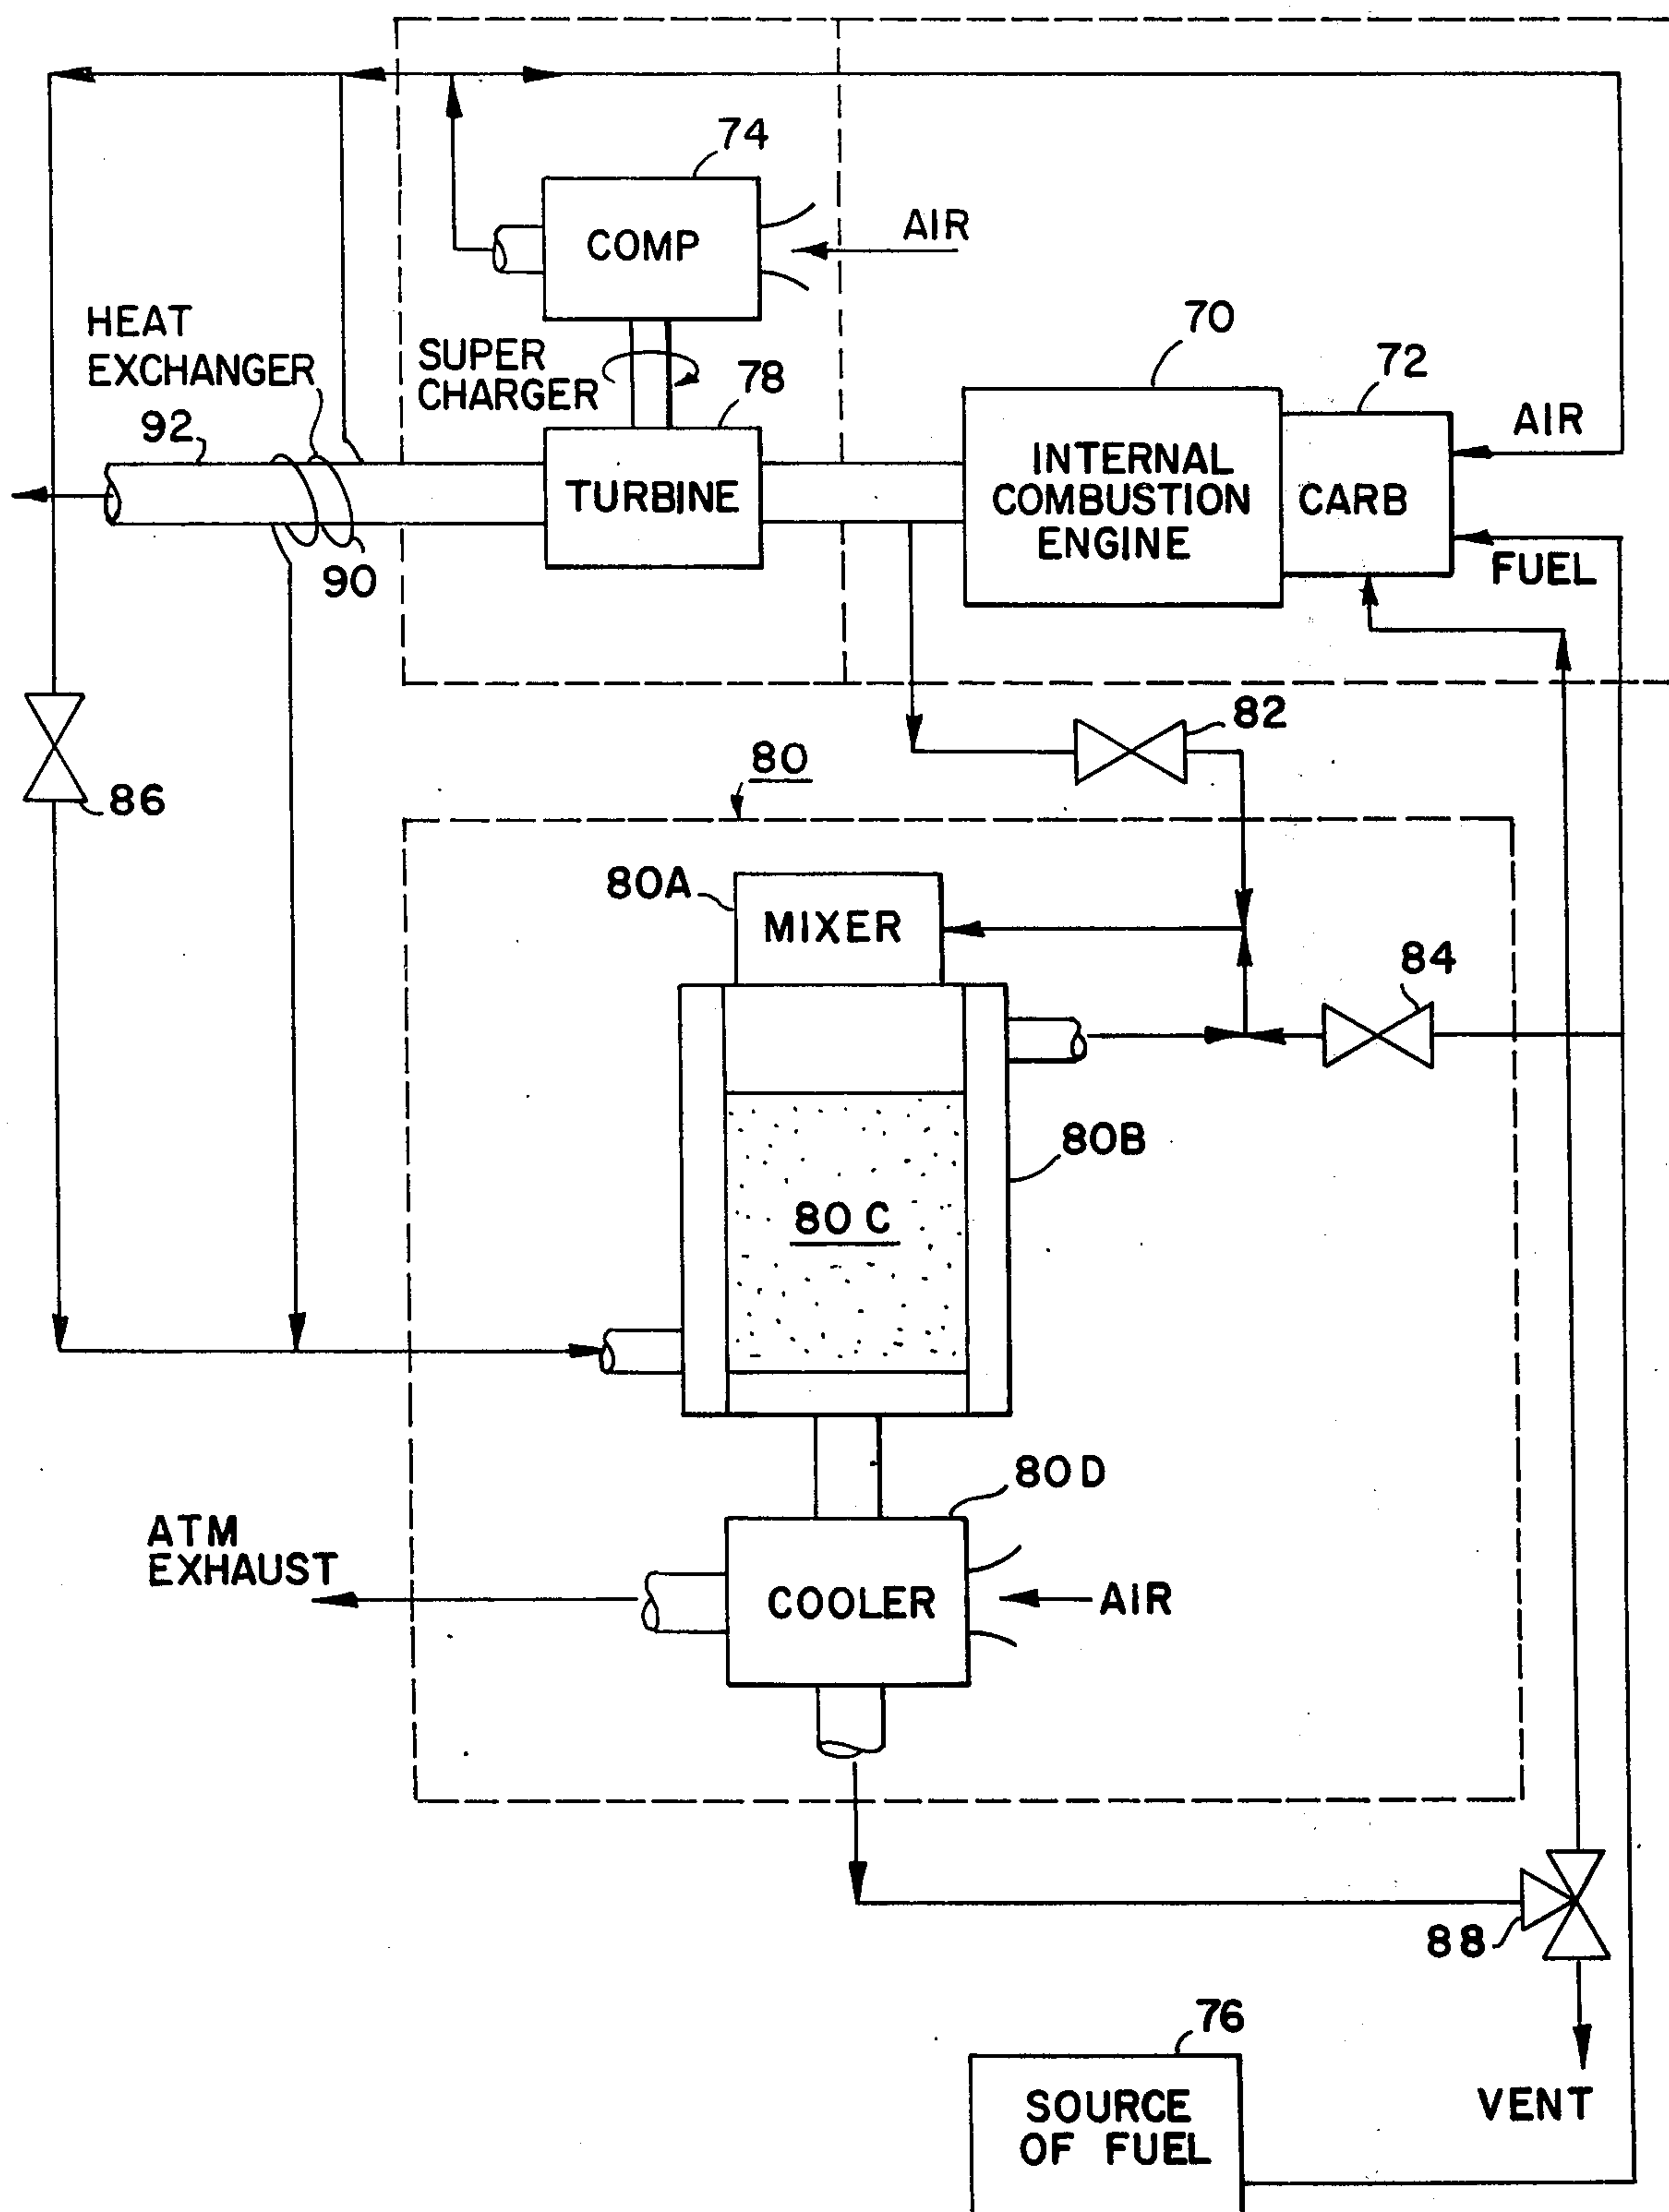 74
COMP
AIR
HEAT
EXCHANGER
SUPER
CHARGER
78
70
72
AIR
92
TURBINE
INTERNAL
COMBUSTION
ENGINE
CARB
FUEL
90
82
86
80
80A
MIXER
84
80B
80C
80D
ATM
EXHAUST
COOLER
AIR
88
76
SOURCE
OF FUEL
VENT